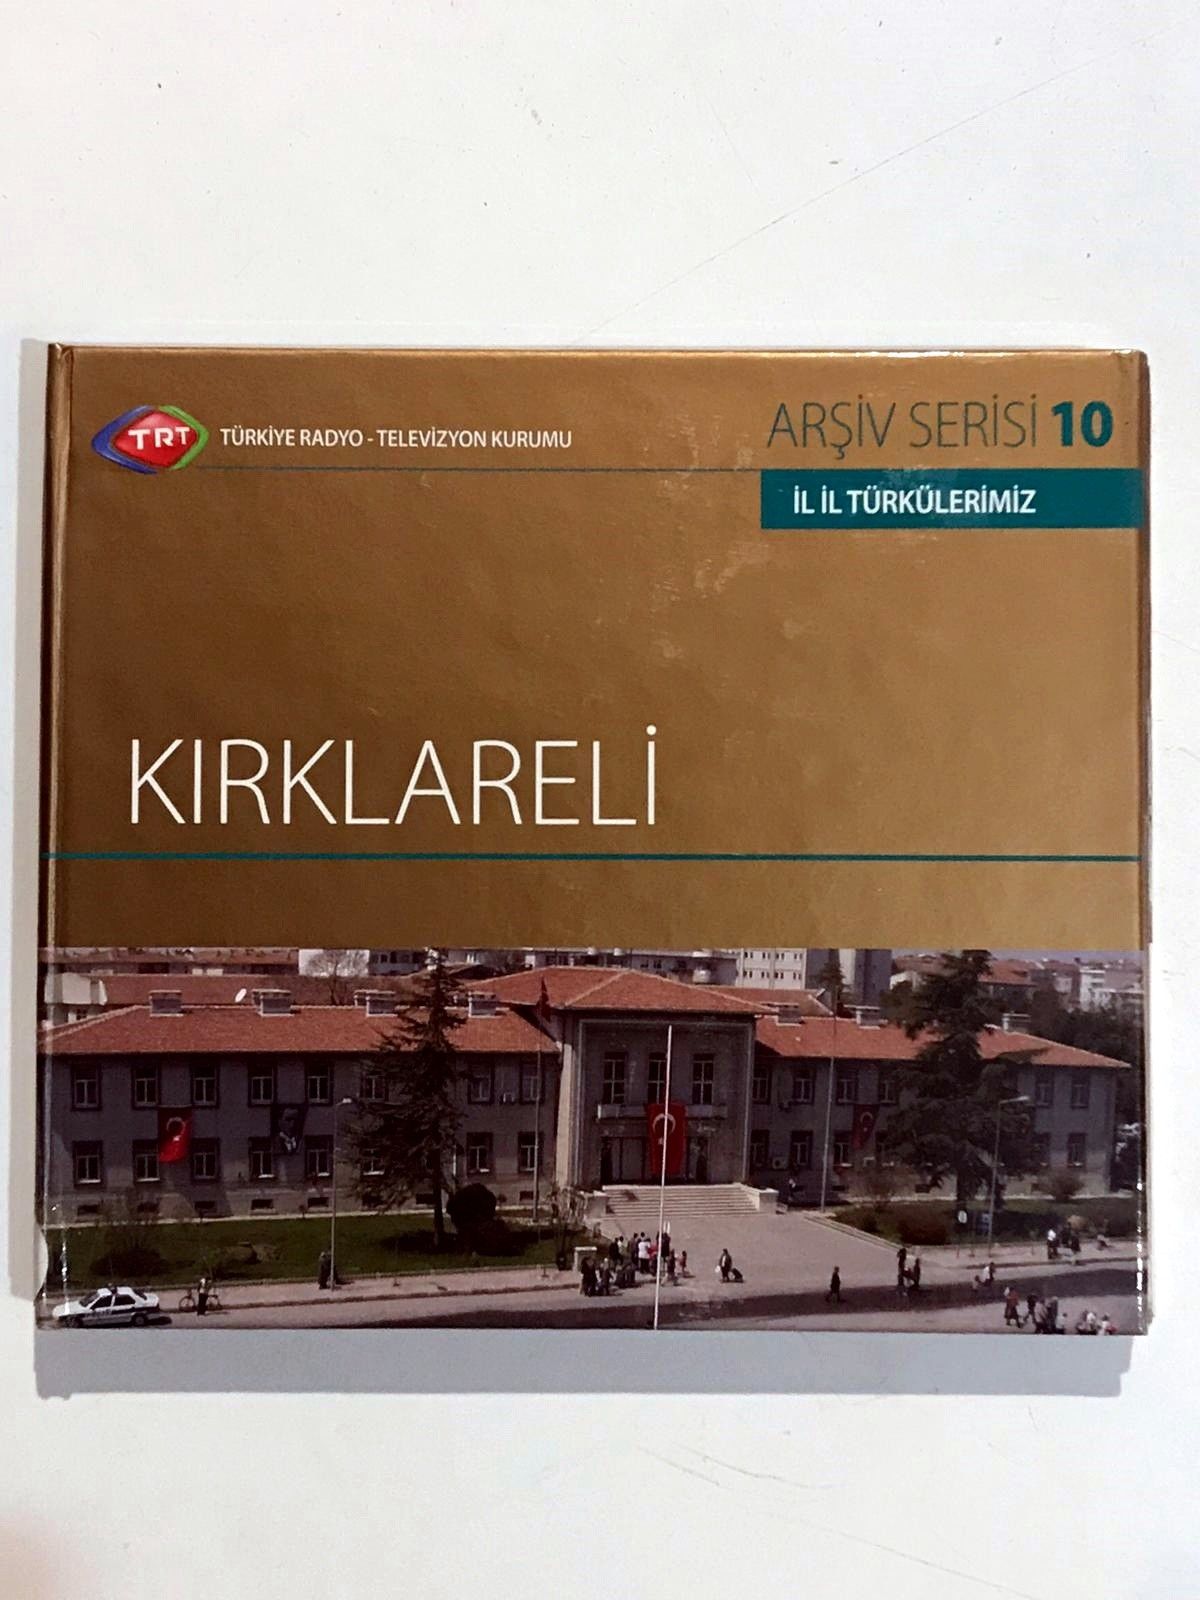 TRT TÜRKİYE RADYO - TELEVİZYON KURUMU
ARŞİV SERİSİ 10
İL İL TÜRKÜLERİMİZ
KIRKLARELİ